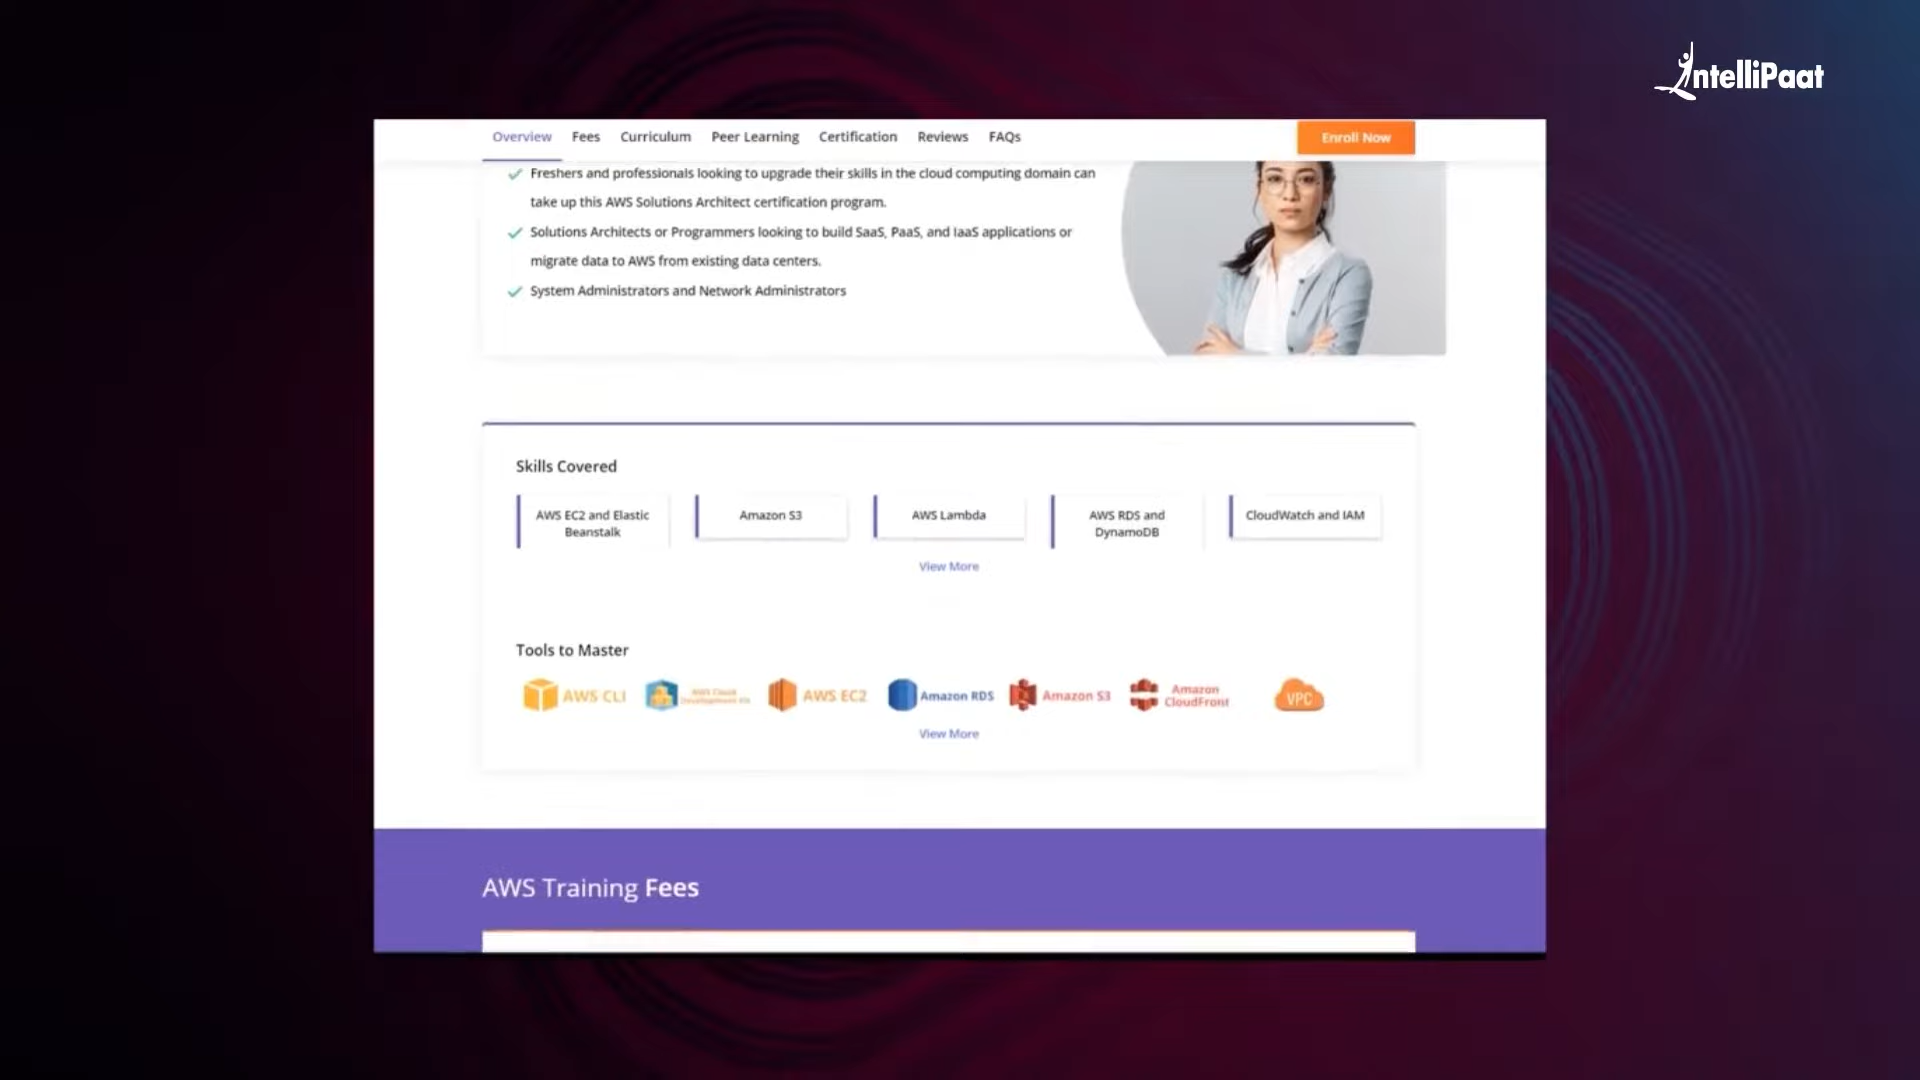 IntelliPaat
Overview Fees Curriculum Peer Learning Certification Reviews FAQs Enroll Now
Freshers and professionals looking to upgrade their skills in the cloud computing domain can
take up this AWS Solutions Architect certification program.
Solutions Architects or Programmers looking to build SaaS, PaaS, and IaaS applications or
migrate data to AWS from existing data centers.
System Administrators and Network Administrators
Skills Covered
AWS EC2 and Elastic
Beanstalk
Amazon S3
AWS Lambda
AWS RDS and
DynamoDB
CloudWatch and IAM
View More
Tools to Master
AWS CLI
AWS Cloud
Development Kit
AWS EC2
Amazon RDS
Amazon S3
Amazon
CloudFront
VPC
View More
AWS Training Fees